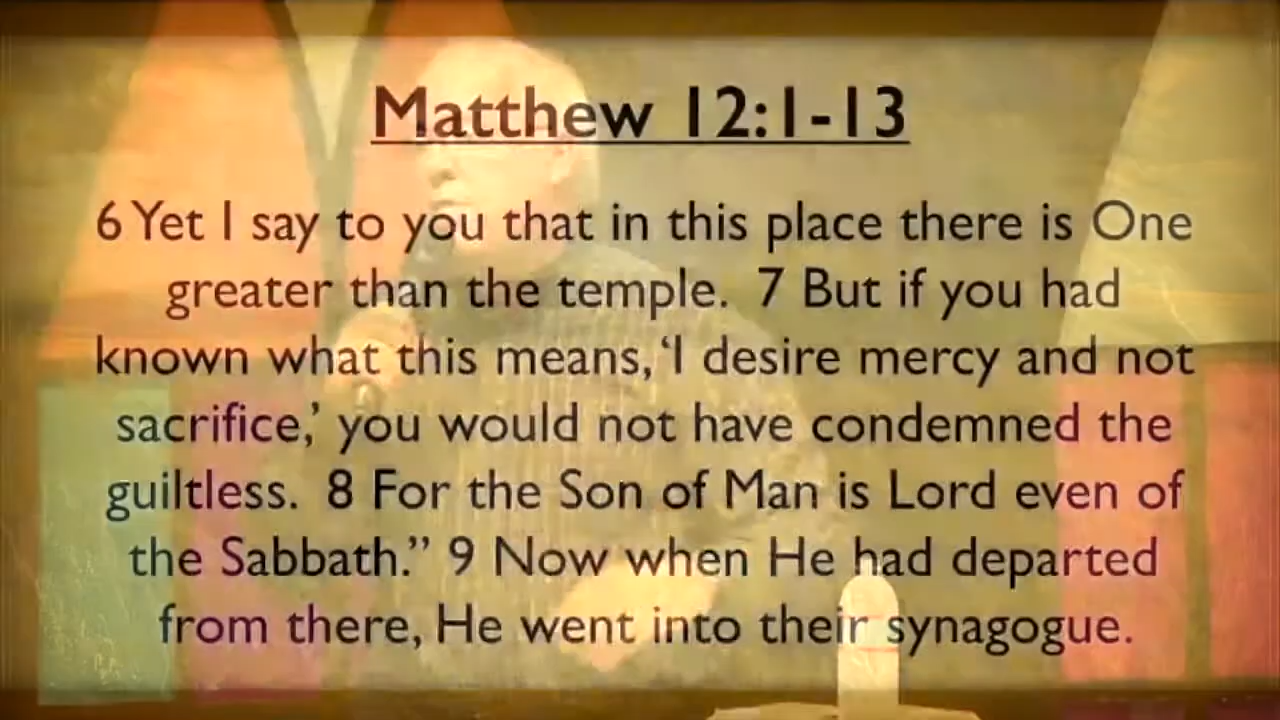 Matthew 12:1-13
6 Yet I say to you that in this place there is One
greater than the temple.  7 But if you had
known what this means, ‘I desire mercy and not
sacrifice,’ you would not have condemned the
guiltless.  8 For the Son of Man is Lord even of
the Sabbath.” 9 Now when He had departed
from there, He went into their synagogue.